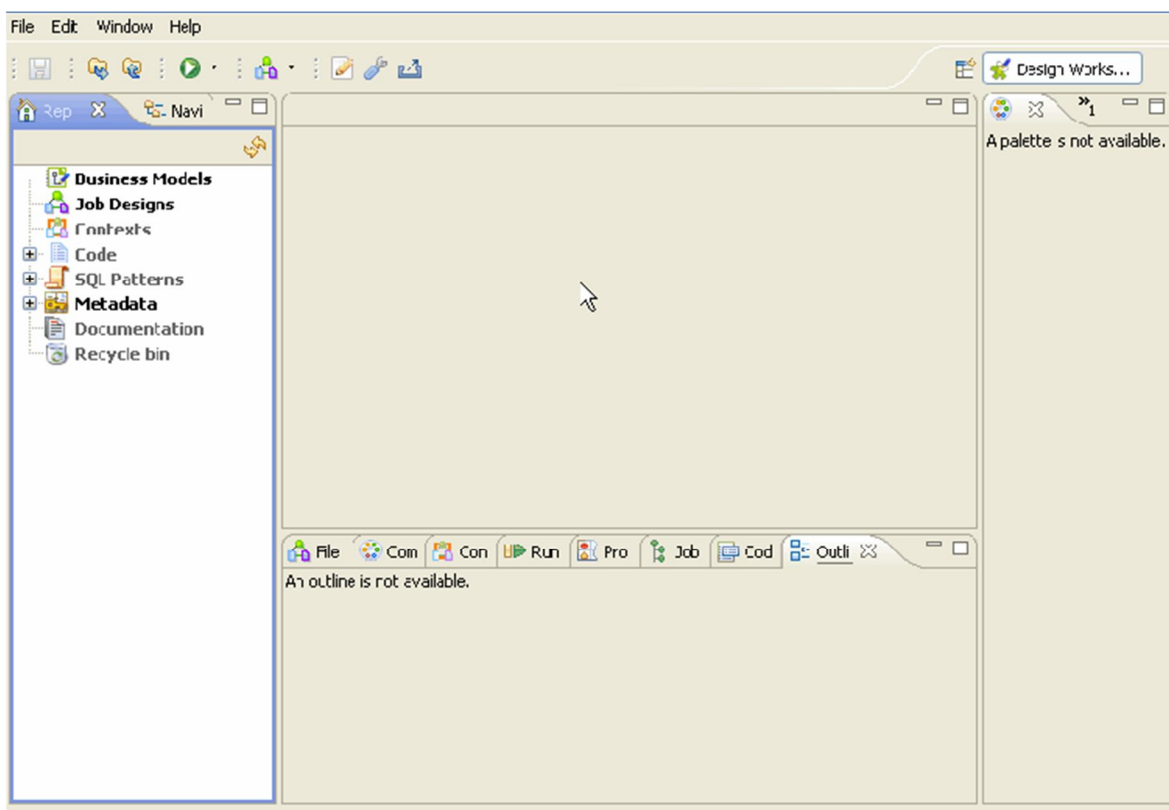 File Edit Window Help
Design Works...
Rep Navi
»1
A palette s not available.
Business Models
Job Designs
Contexts
Code
SQL Patterns
Metadata
Documentation
Recycle bin
File Com Con Run Pro Job Cod Outli
An outline is not available.